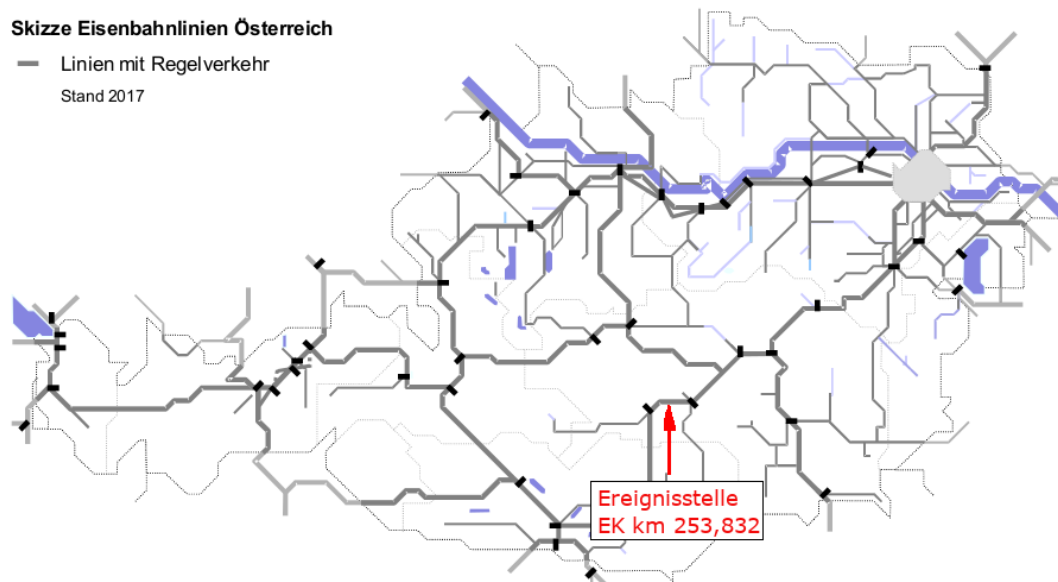 Skizze Eisenbahnlinien Österreich
Linien mit Regelverkehr
Stand 2017
Ereignisstelle
EK km 253,832